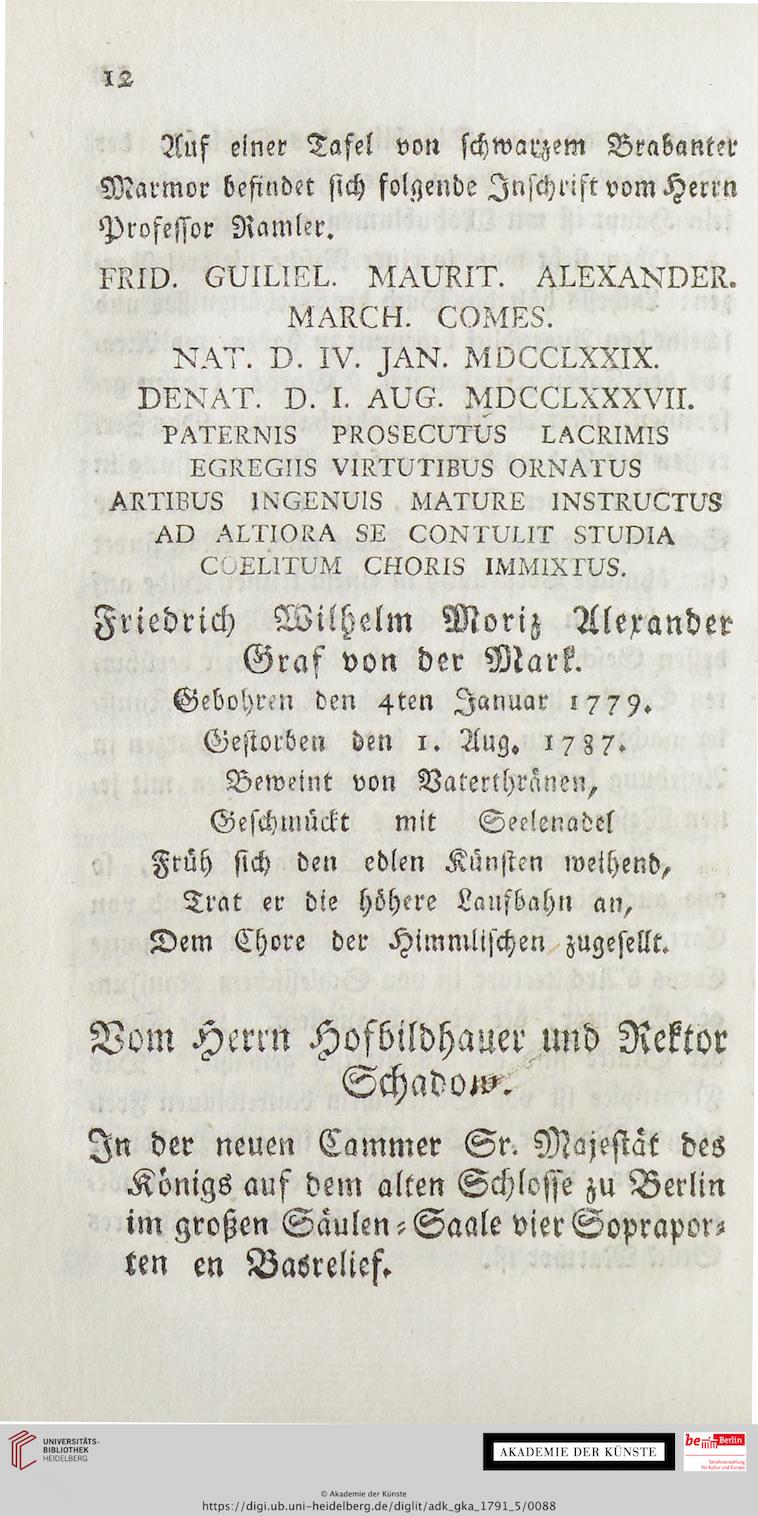 12
Auf einer Tafel von schwarzem Brabanter
Marmor befindet sich folgende Inschrift vom Herrn
Professor Ramler.
FRID. GUILIEL. MAURIT. ALEXANDER.
MARCH. COMES.
NAT. D. IV. JAN. MDCCLXXIX.
DENAT. D. I. AUG. MDCCLXXXVII.
PATERNIS PROSECUTUS LACRIMIS
EGREGIIS VIRTUTIBUS ORNATUS
ARTIBUS INGENUIS MATURE INSTRUCTUS
AD ALTIORA SE CONTULIT STUDIA
COELITUM CHORIS IMMIXTUS.
Friedrich Wilhelm Moriz Alexander
Graf von der Mark.
Gebohren den 4ten Januar 1779.
Gestorben den 1. Aug. 1787.
Beweint von Vaterthränen,
Geschmückt mit Seelenadel
Früh sich den edlen Künsten weihend,
Trat er die höhere Laufbahn an,
Dem Chore der Himmlischen zugesellt.
Vom Herrn Hofbildhauer und Rektor
Schadow.
In der neuen Cammer Sr. Majestät des
Königs auf dem alten Schlosse zu Berlin
im großen Säulen-Saale vier Soprapor-
ten en Basrelief.
UNIVERSITÄTS-
BIBLIOTHEK
HEIDELBERG
AKADEMIE DER KÜNSTE
be Berlin
Senatsverwaltung
für Kultur und Europa
© Akademie der Künste
https://digi.ub.uni-heidelberg.de/diglit/adk_gka_1791_5/0088